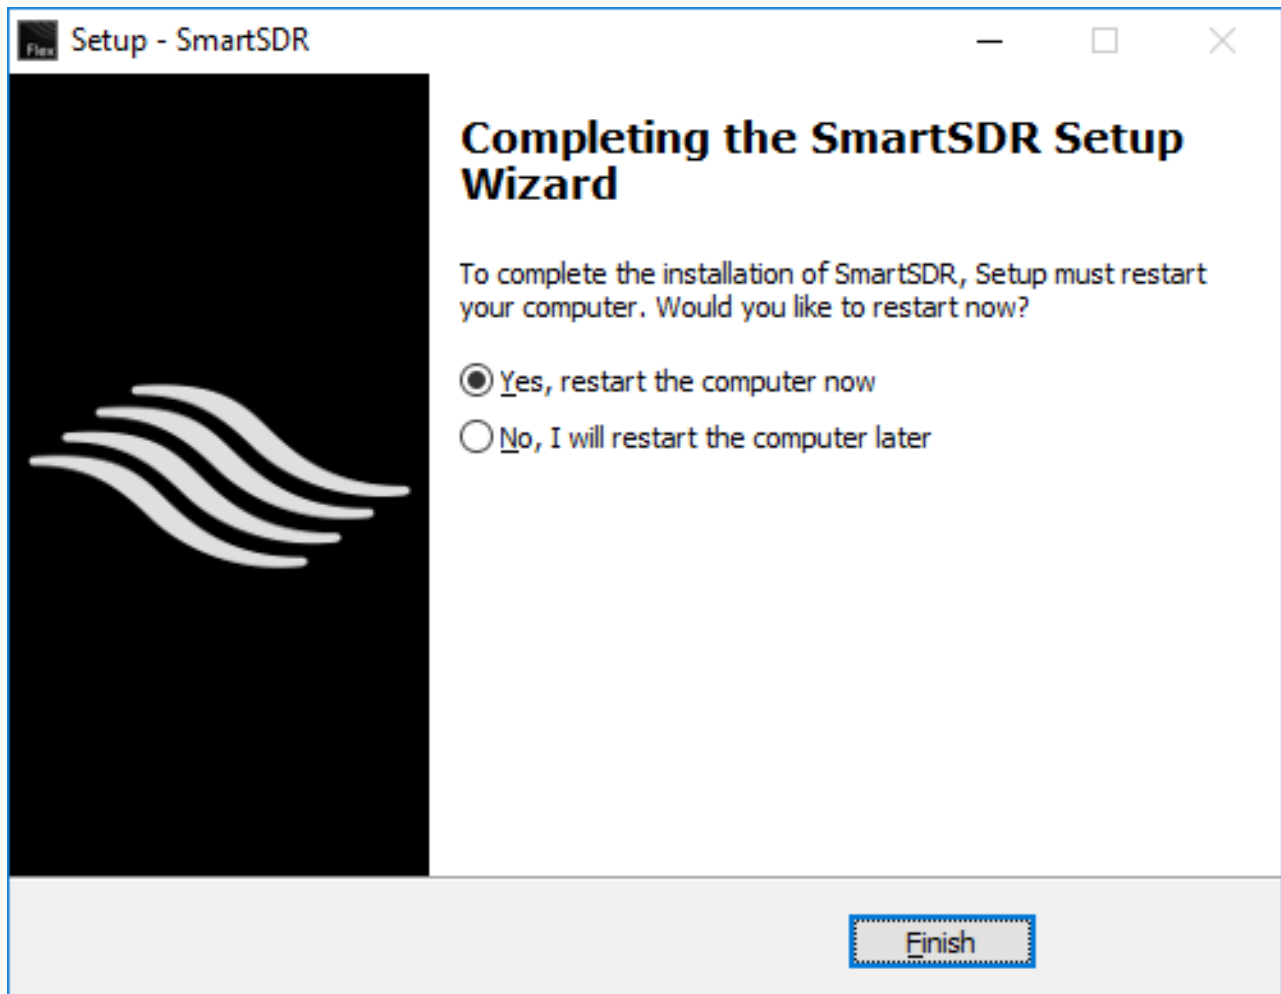 Flex
Setup - SmartSDR
Completing the SmartSDR Setup
Wizard
To complete the installation of SmartSDR, Setup must restart
your computer. Would you like to restart now?
Yes, restart the computer now
No, I will restart the computer later
Finish